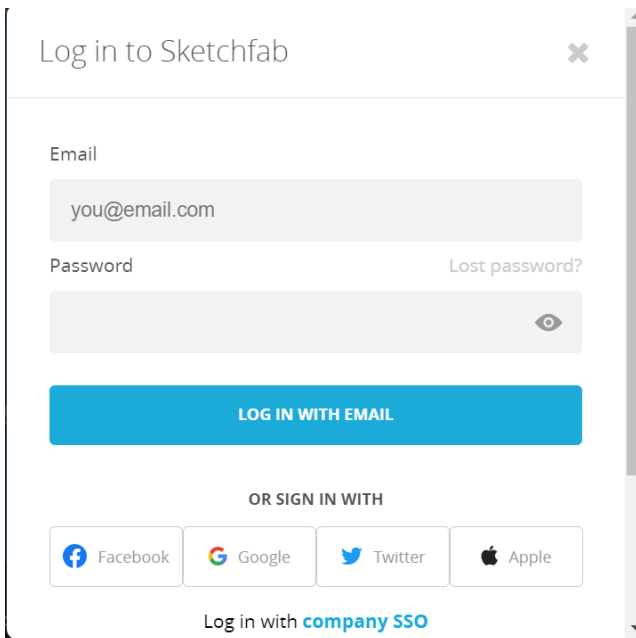 Log in to Sketchfab
Email
you@email.com
Password Lost password?
LOG IN WITH EMAIL
OR SIGN IN WITH
Facebook Google Twitter Apple
Log in with company SSO